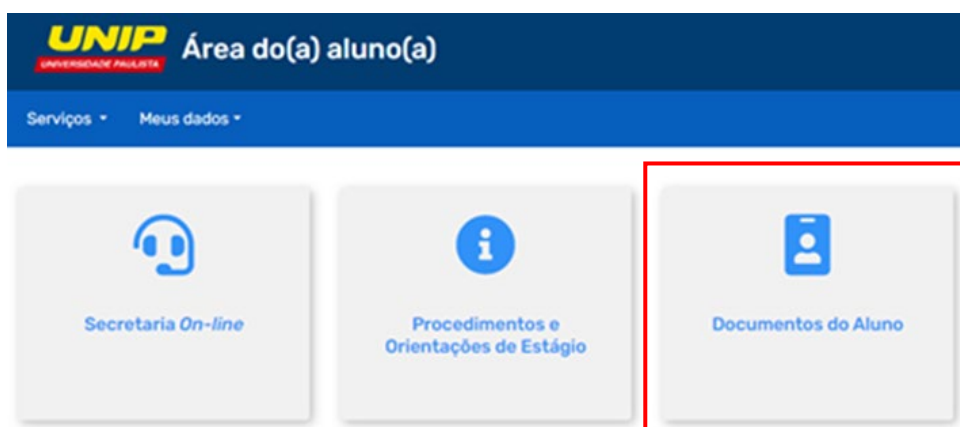 UNIP
UNIVERSIDADE PAULISTA
Área do(a) aluno(a)
Serviços
Meus dados
Secretaria On-line
Procedimentos e
Orientações de Estágio
Documentos do Aluno